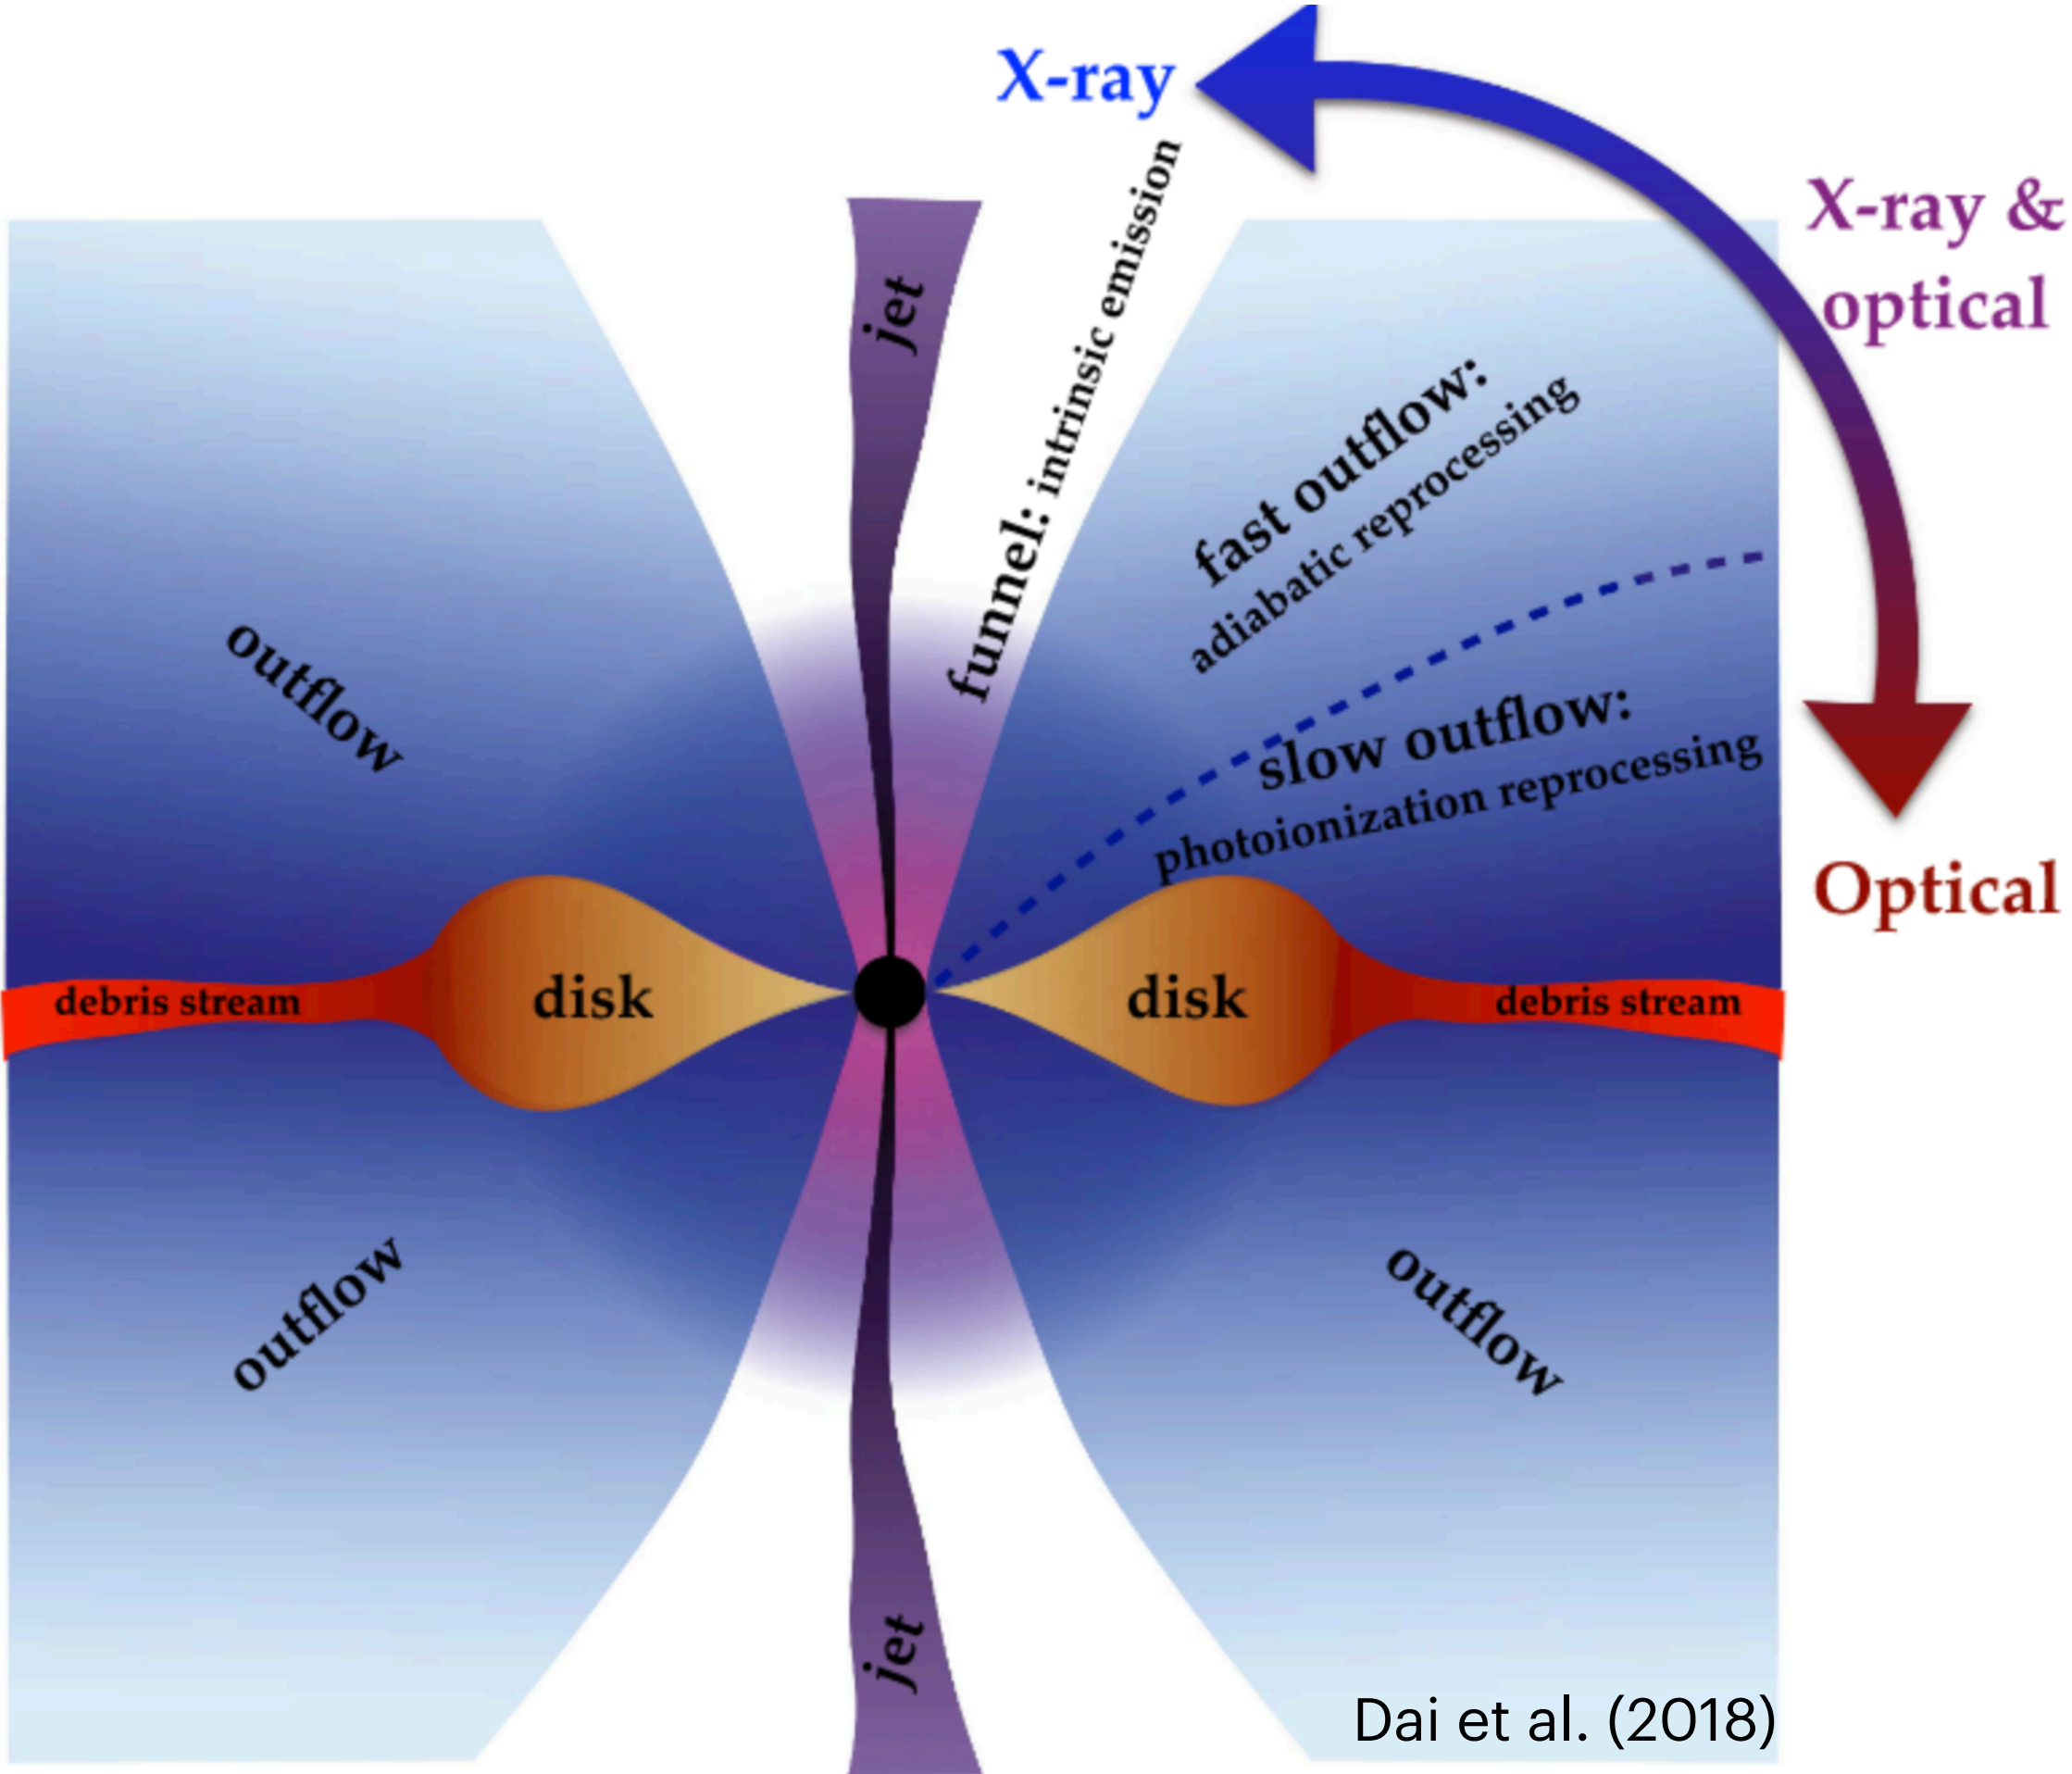 X-ray
X-ray &
optical
jet
funnel: intrinsic emission
fast outflow:
adiabatic reprocessing
outflow
slow outflow:
photoionization reprocessing
Optical
debris stream
disk
disk
debris stream
outflow
outflow
jet
Dai et al. (2018)